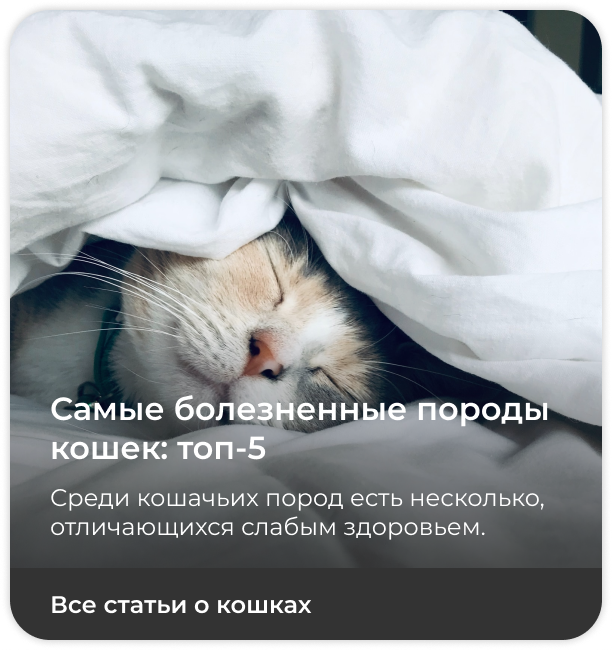 Самые болезненные породы
кошек: топ-5
Среди кошачьих пород есть несколько,
отличающихся слабым здоровьем.
Все статьи о кошках